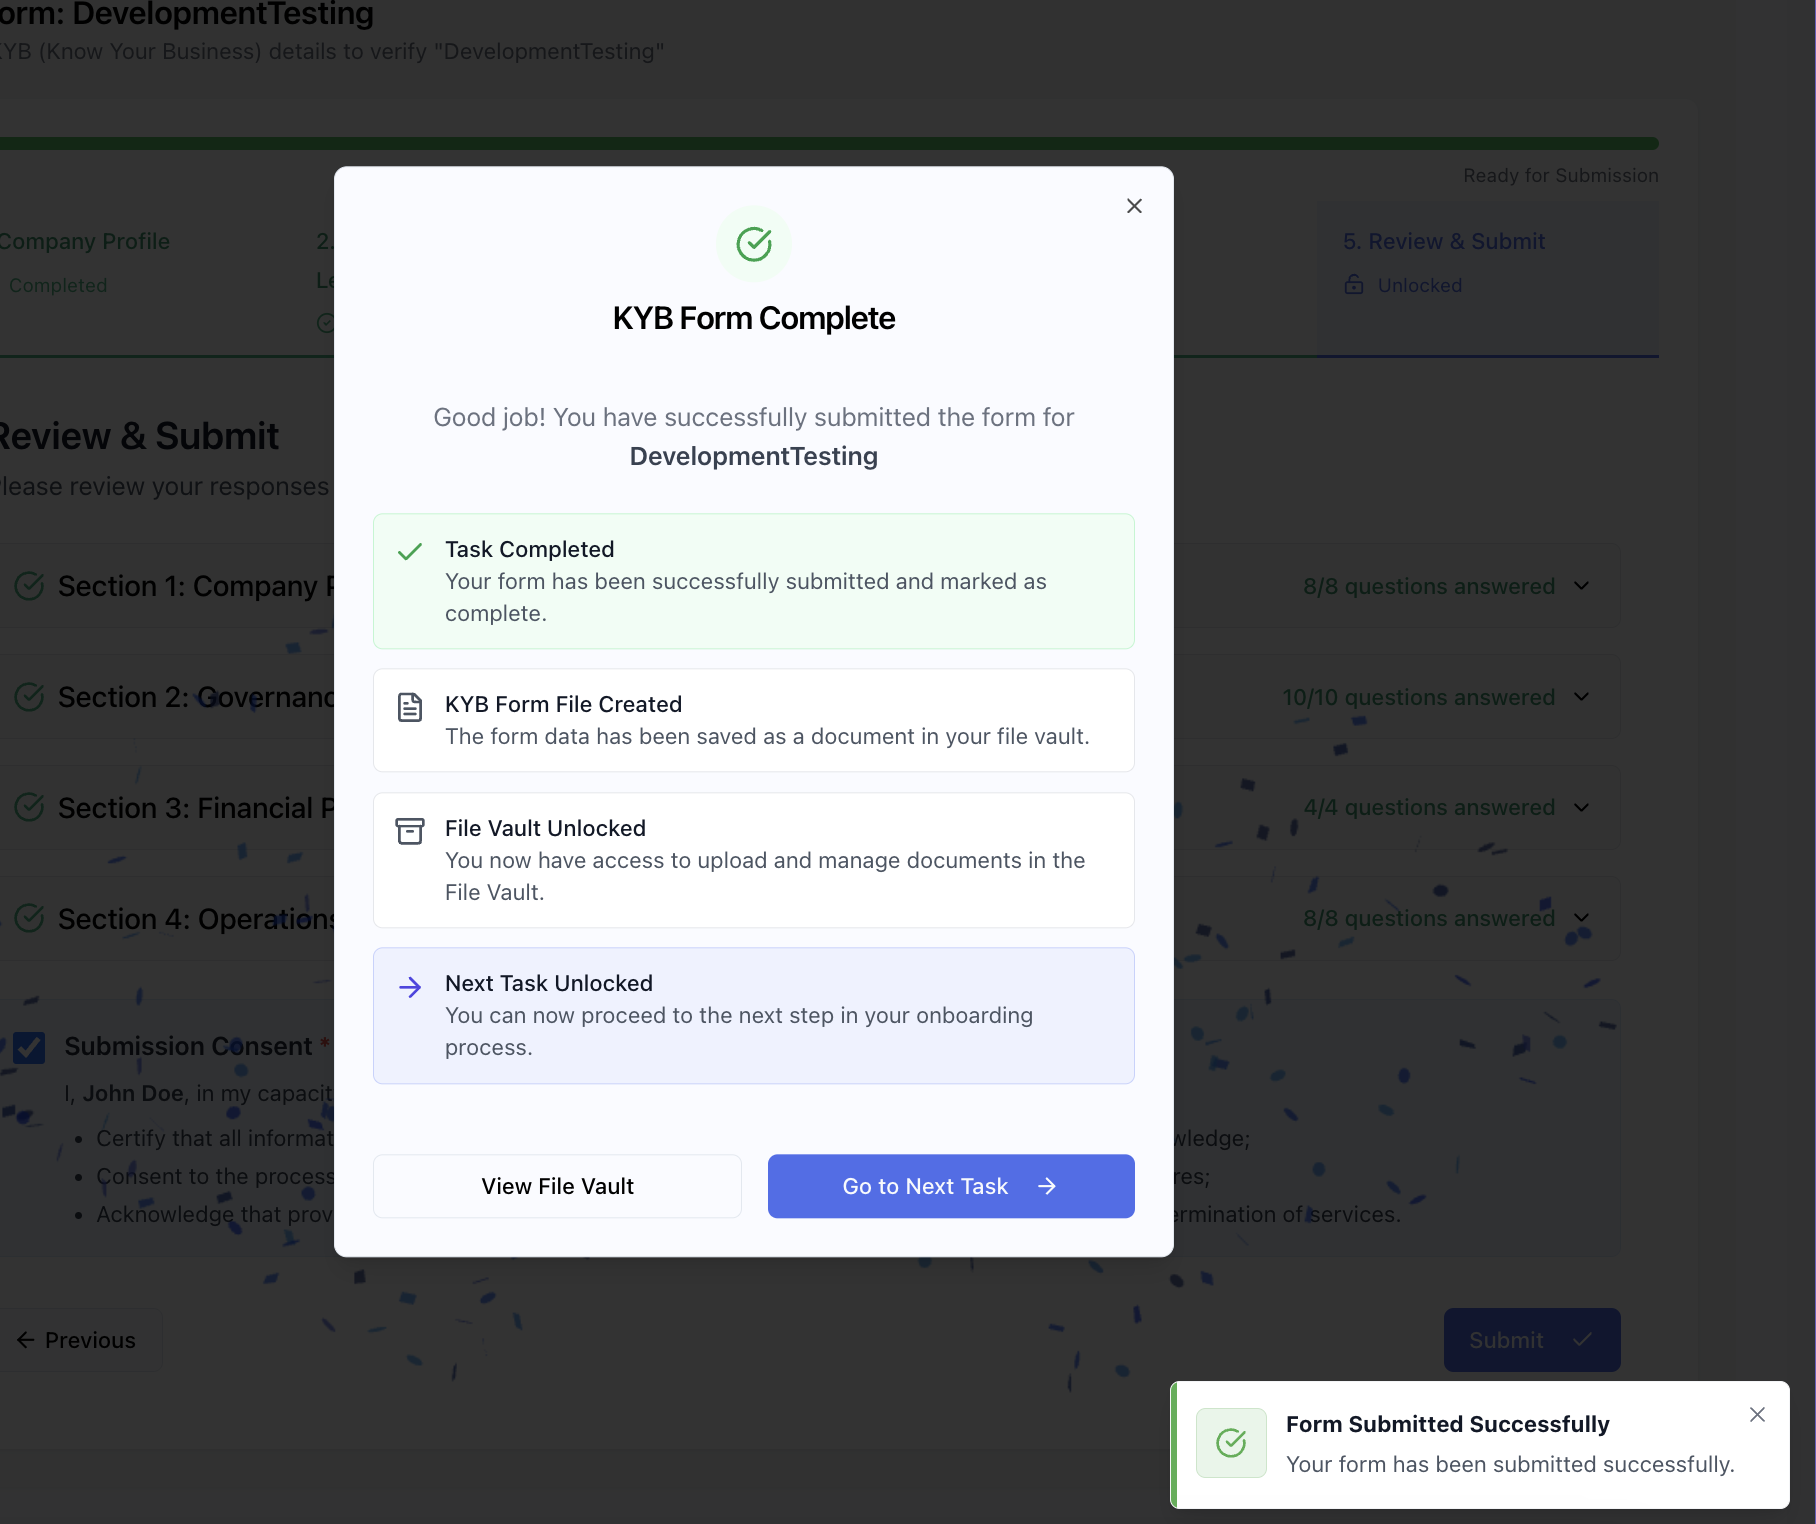 orm: DevelopmentTesting
KYB (Know Your Business) details to verify "DevelopmentTesting"
Ready for Submission
Company Profile
Completed
2.
Le
5. Review & Submit
Unlocked
Review & Submit
Please review your responses
Section 1: Company P
8/8 questions answered
Section 2: Governanc
10/10 questions answered
Section 3: Financial P
4/4 questions answered
Section 4: Operations
8/8 questions answered
Submission Consent *
I, John Doe, in my capacit
• Certify that all informat
wledge;
• Consent to the process
res;
• Acknowledge that prov
ermination of services.
Previous
Submit
KYB Form Complete
Good job! You have successfully submitted the form for
DevelopmentTesting
Task Completed
Your form has been successfully submitted and marked as
complete.
KYB Form File Created
The form data has been saved as a document in your file vault.
File Vault Unlocked
You now have access to upload and manage documents in the
File Vault.
Next Task Unlocked
You can now proceed to the next step in your onboarding
process.
View File Vault
Go to Next Task
Form Submitted Successfully
Your form has been submitted successfully.